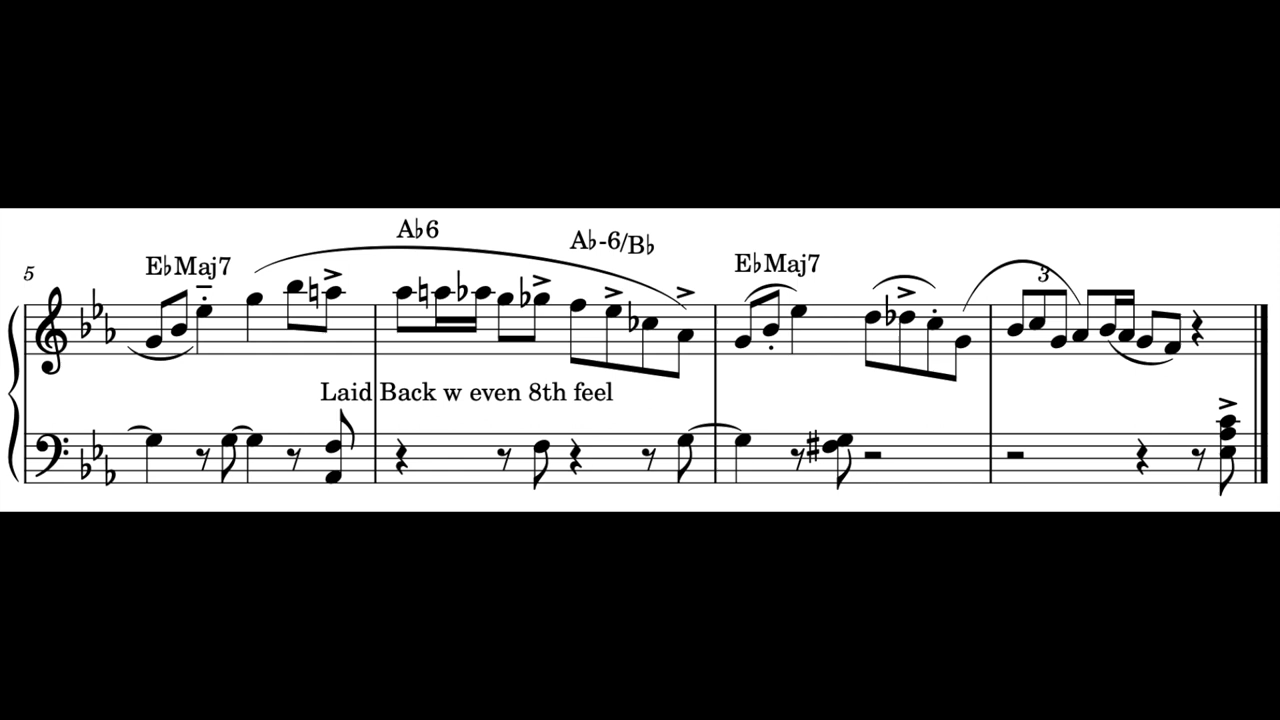 5
E♭Maj7
A♭6
A♭-6/B♭
E♭Maj7
3
Laid Back w even 8th feel